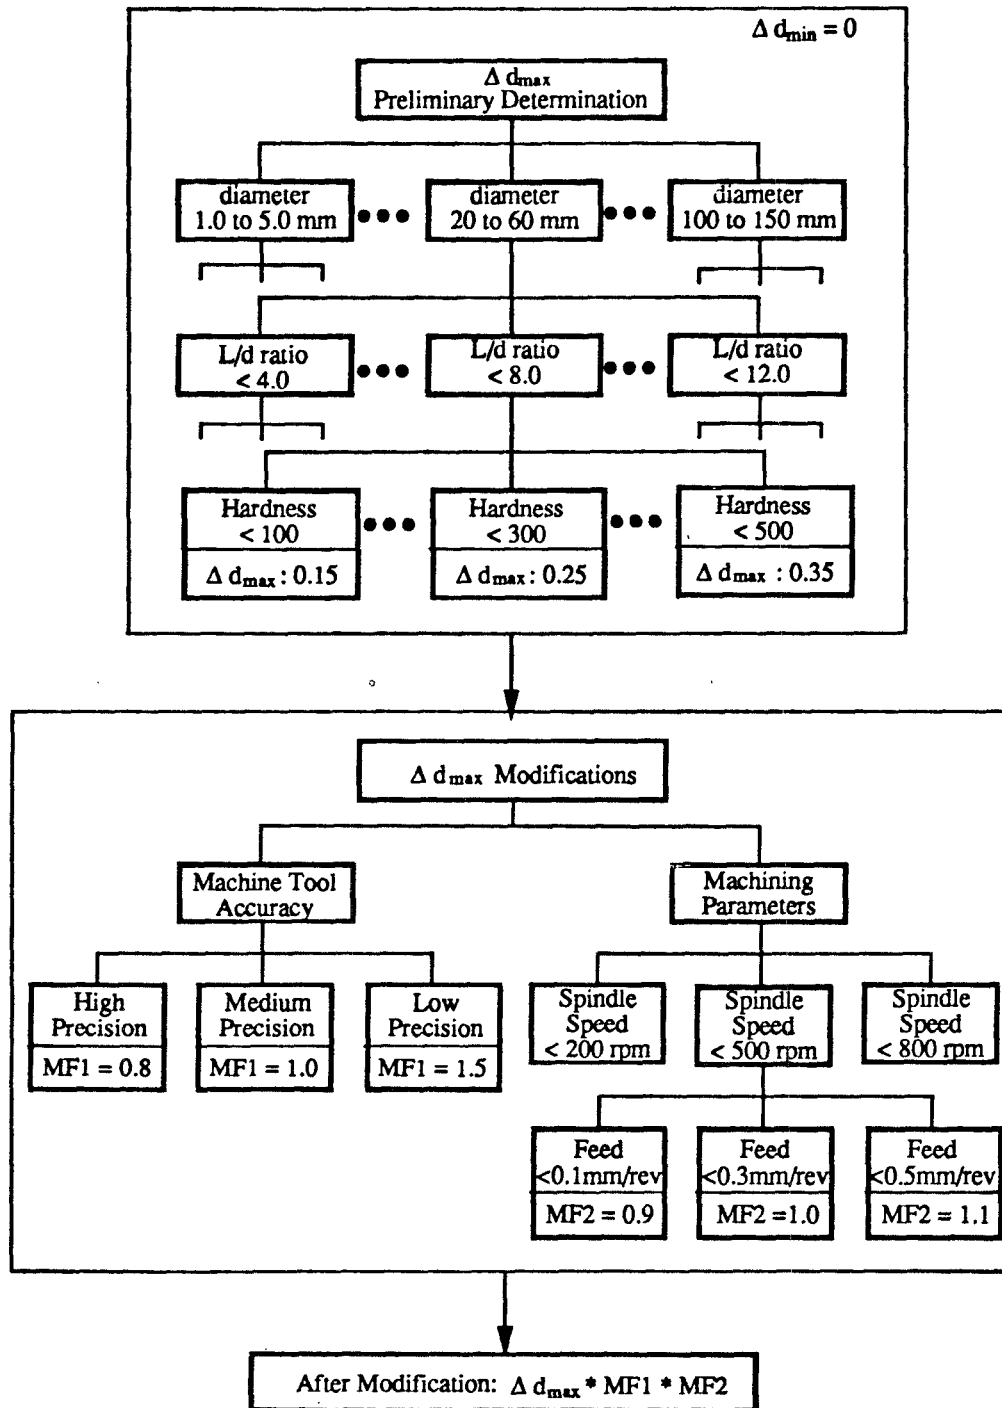 Δ dmin = 0
Δ dmax
Preliminary Determination
diameter
1.0 to 5.0 mm
diameter
20 to 60 mm
diameter
100 to 150 mm
L/d ratio
< 4.0
L/d ratio
< 8.0
L/d ratio
< 12.0
Hardness
< 100
Δ dmax : 0.15
Hardness
< 300
Δ dmax : 0.25
Hardness
< 500
Δ dmax : 0.35
Δ dmax Modifications
Machine Tool
Accuracy
Machining
Parameters
High
Precision
MF1 = 0.8
Medium
Precision
MF1 = 1.0
Low
Precision
MF1 = 1.5
Spindle
Speed
< 200 rpm
Spindle
Speed
< 500 rpm
Spindle
Speed
< 800 rpm
Feed
<0.1mm/rev
MF2 = 0.9
Feed
<0.3mm/rev
MF2 =1.0
Feed
<0.5mm/rev
MF2 = 1.1
After Modification: Δ dmax * MF1 * MF2